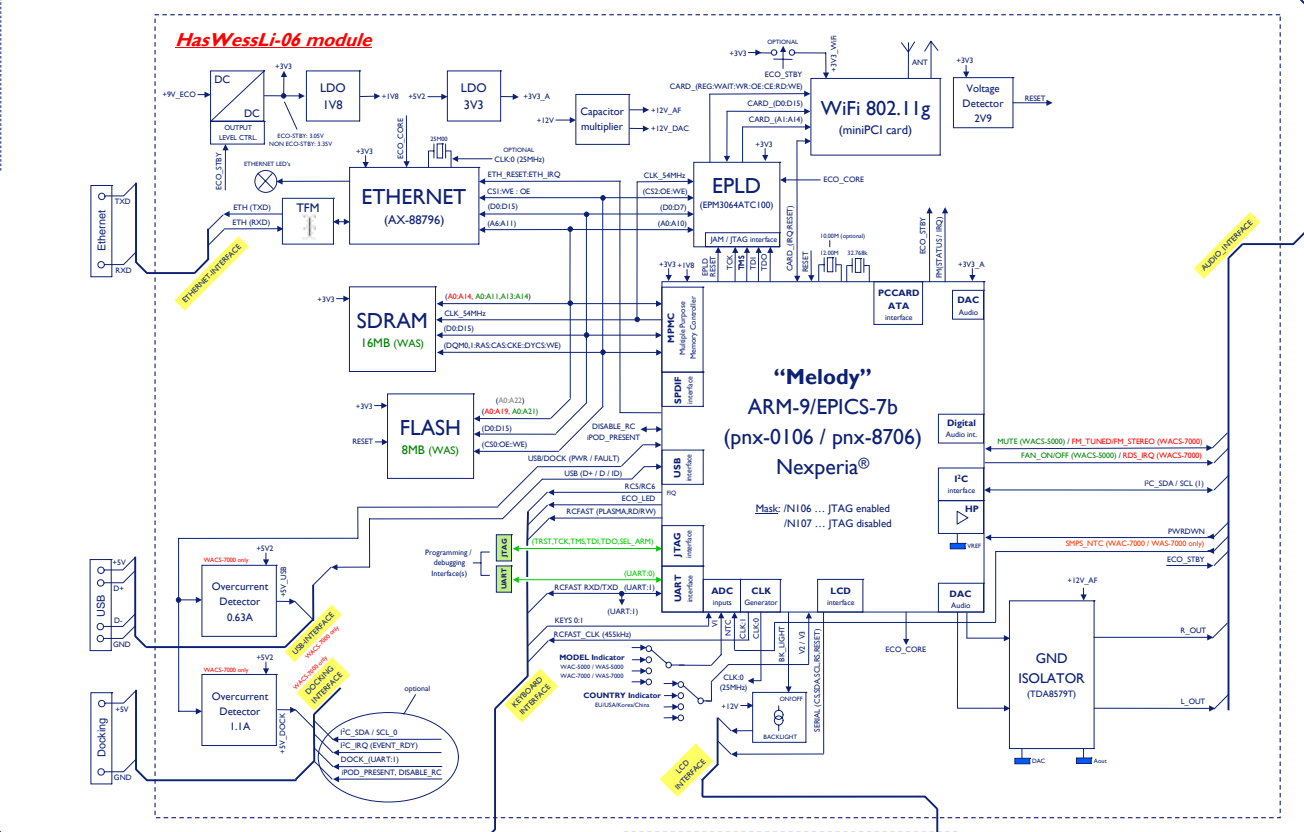 HasWessLi-06 module
+9V_ECO
DC
DC
OUTPUT
LEVEL CTRL.
ECO_STBY
+3V3
ECO-STBY: 3.05V
NON ECO-STBY: 3.35V
LDO
1V8
+1V8
+5V2
LDO
3V3
+3V3_A
+12V
Capacitor
multiplier
+12V_AF
+12V_DAC
+3V3
OPTIONAL
ECO_STBY
+3V3_WiFi
ANT
WiFi 802.11g
(miniPCI card)
CARD_(REG:WAIT:WR:OE:CE:RD:WE)
CARD_(D0:D15)
CARD_(A1:A14)
+3V3
Voltage
Detector
2V9
RESET
ETHERNET LED's
+3V3
ECO_CORE
25M00
OPTIONAL
CLK:0 (25MHz)
ETHERNET
(AX-88796)
ETH_RESET:ETH_IRQ
CS1:WE : OE
(D0:D15)
(A6:A11)
CLK_54MHz
(CS2:OE:WE)
(D0:D7)
(A0:A10)
+3V3
EPLD
(EPM3064ATC100)
JAM / JTAG interface
ECO_CORE
Ethernet
TXD
RXD
ETH (TXD)
ETH (RXD)
TFM
ETHERNET-INTERFACE
EPLD
RESET
TCK
TMS
TDI
TDO
CARD_(IRQ:RESET)
RESET
10.00M (optional)
12.00M
32.768k
ECO_STBY
FM(STATUS / IRQ)
+3V3_A
AUDIO_INTERFACE
+3V3
SDRAM
16MB (WAS)
(A0:A14, A0:A11,A13:A14)
CLK_54MHz
(D0:D15)
(DQM0,1:RAS:CAS:CKE::DYCS:WE)
+3V3
+1V8
MPMC
Multiple Purpose
Memory Controller
SPDIF
interface
PCCARD
ATA
interface
DAC
Audio
+3V3
RESET
FLASH
8MB (WAS)
(A0:A22)
(A0:A19, A0:A21)
(D0:D15)
(CS0:OE::WE)
"Melody"
ARM-9/EPICS-7b
(pnx-0106 / pnx-8706)
Nexperia®
Mask: /N106 ... JTAG enabled
/N107 ... JTAG disabled
DISABLE_RC
iPOD_PRESENT
USB/DOCK (PWR / FAULT)
USB (D+ / D / ID)
USB
interface
RC5/RC6
FIQ
ECO_LED
RCFAST (PLASMA,RD/RW)
Digital
Audio int.
MUTE (WACS-5000) / FM_TUNED/FM_STEREO (WACS-7000)
FAN_ON/OFF (WACS-5000) / RDS_IRQ (WACS-7000)
I²C
interface
I²C_SDA / SCL (1)
HP
VREF
PWRDWN
SMPS_NTC (WAC-7000 / WAS-7000 only)
ECO_STBY
Programming /
debugging
Interface(s)
JTAG
UART
(TRST,TCK,TMS,TDI,TDO,SEL_ARM)
(UART:0)
JTAG
interface
UART
interface
RCFAST RXD/TXD
(UART:1)
(UART:1)
KEYS 0:1
RCFAST_CLK (455kHz)
ADC
inputs
CLK
Generator
LCD
interface
DAC
Audio
V1
NTC
CLK:1
CLK:0
BK_LIGHT
V2 / V3
SERIAL (CS,SDA,SCL,RS,RESET)
ECO_CORE
+12V_AF
GND
ISOLATOR
(TDA8579T)
R_OUT
L_OUT
DAC
Aout
USB
+5V
D+
D-
GND
WACS-7000 only
+5V2
Overcurrent
Detector
0.63A
+5V_USB
USB-INTERFACE
WACS-7000 only
WACS-7000 only
+5V2
Overcurrent
Detector
1.1A
+5V_DOCK
WACS-7000 only
DOCKING
INTERFACE
Docking
+5V
GND
optional
I²C_SDA / SCL_0
I²C_IRQ (EVENT_RDY)
DOCK_(UART:1)
iPOD_PRESENT, DISABLE_RC
KEYBOARD
INTERFACE
MODEL Indicator
WAC-5000 / WAS-5000
WAC-7000 / WAS-7000
COUNTRY Indicator
EU/USA/Korea/China
CLK:0
(25MHz)
+12V
ON/OFF
BACKLIGHT
LCD
INTERFACE